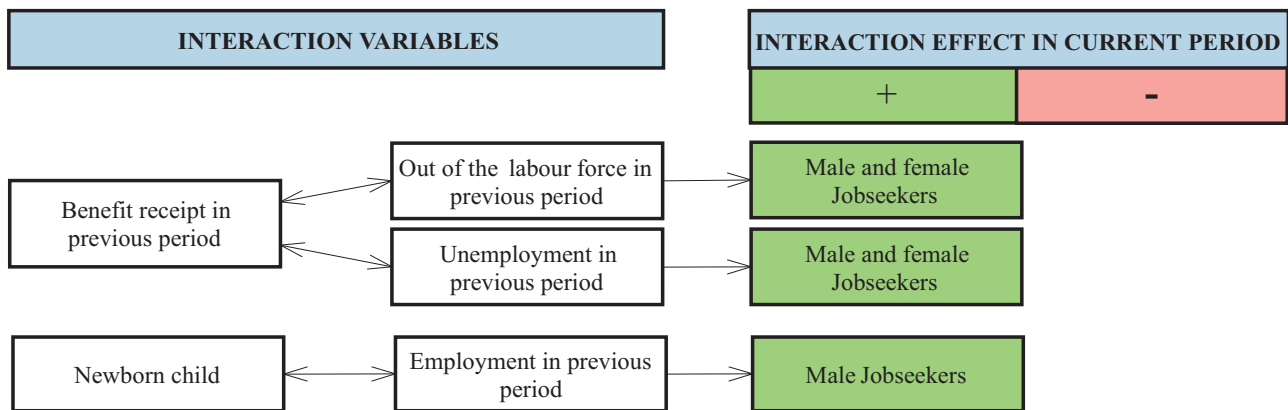 INTERACTION VARIABLES
INTERACTION EFFECT IN CURRENT PERIOD
+
-
Benefit receipt in
previous period
Out of the labour force in
previous period
Male and female
Jobseekers
Unemployment in
previous period
Male and female
Jobseekers
Newborn child
Employment in previous
period
Male Jobseekers